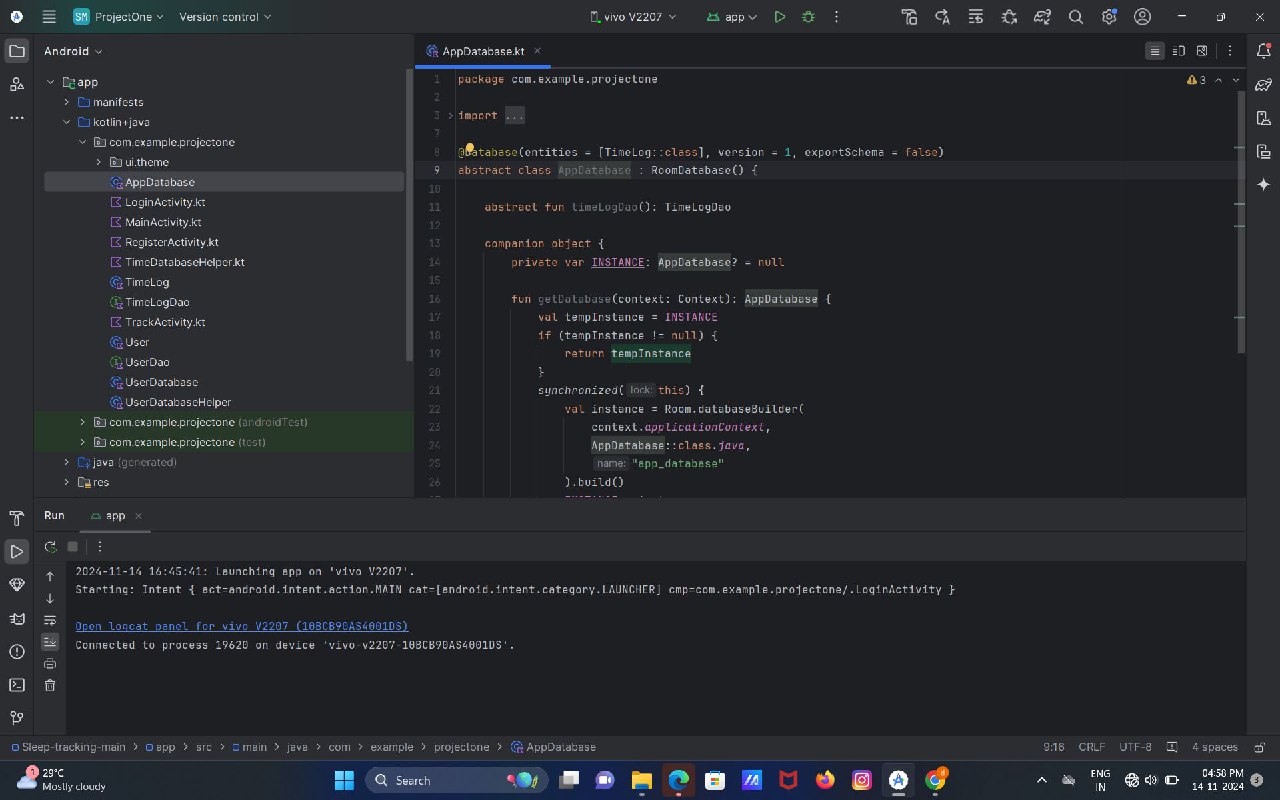 SM ProjectOne Version control vivo V2207 app
Android
AppDatabase.kt
app
manifests
kotlin+java
com.example.projectone
ui.theme
AppDatabase
LoginActivity.kt
MainActivity.kt
RegisterActivity.kt
TimeDatabaseHelper.kt
TimeLog
TimeLogDao
TrackActivity.kt
User
UserDao
UserDatabase
UserDatabaseHelper
com.example.projectone (androidTest)
com.example.projectone (test)
java (generated)
res
3
1 package com.example.projectone
2
3 import ...
7
8 @Database(entities = [TimeLog::class], version = 1, exportSchema = false)
9 abstract class AppDatabase : RoomDatabase() {
10
11 abstract fun timeLogDao(): TimeLogDao
12
13 companion object {
14 private var INSTANCE: AppDatabase? = null
15
16 fun getDatabase(context: Context): AppDatabase {
17 val tempInstance = INSTANCE
18 if (tempInstance != null) {
19 return tempInstance
20 }
21 synchronized( lock: this) {
22 val instance = Room.databaseBuilder(
23 context.applicationContext,
24 AppDatabase::class.java,
25 name: "app_database"
26 ).build()
Run app
2024-11-14 16:45:41: Launching app on 'vivo V2207'.
Starting: Intent { act=android.intent.action.MAIN cat=[android.intent.category.LAUNCHER] cmp=com.example.projectone/.LoginActivity }
Open logcat panel for vivo V2207 (10BCB90AS4001DS)
Connected to process 19620 on device 'vivo-v2207-10BCB90AS4001DS'.
Sleep-tracking-main > app > src > main > java > com > example > projectone > AppDatabase
9:16 CRLF UTF-8 4 spaces
1
29°C
Mostly cloudy
Search
ENG
IN
04:58 PM
14-11-2024
3